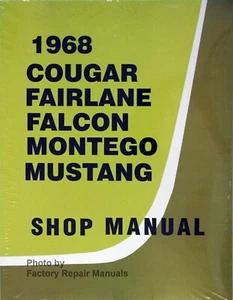 1968
COUGAR
FAIRLANE
FALCON
MONTEGO
MUSTANG
SHOP MANUAL
Photo by
Factory Repair Manuals